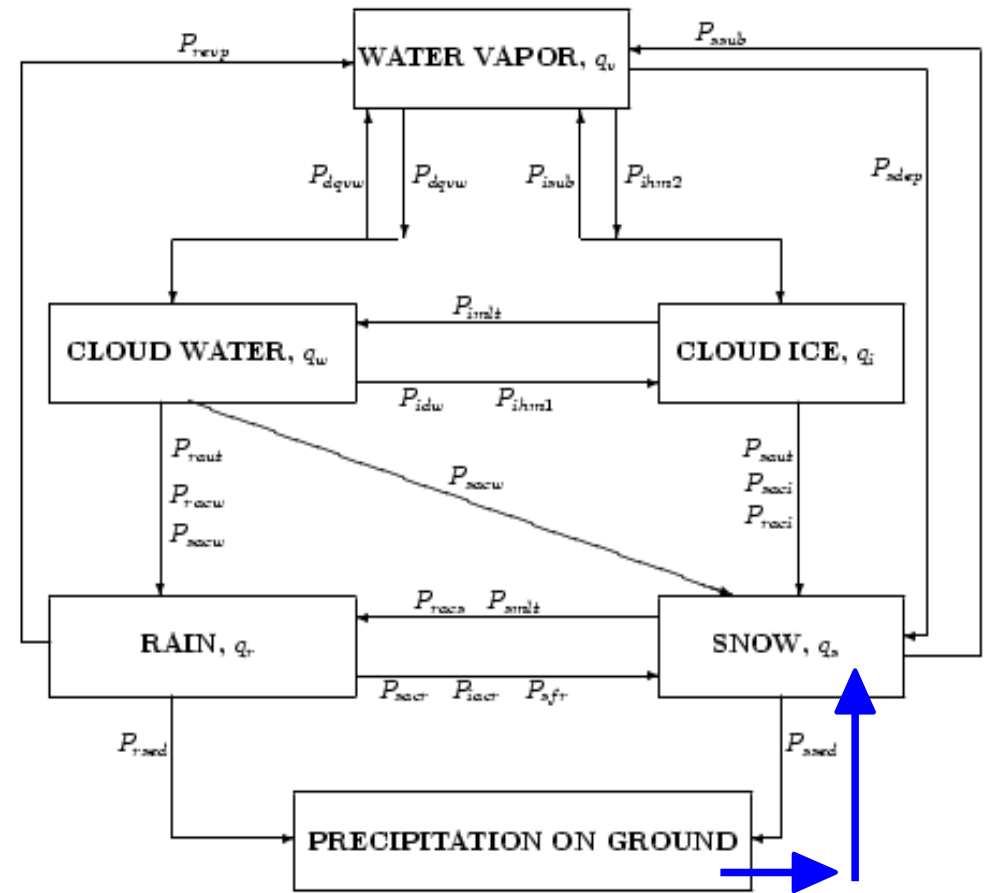 P_revp
P_ssub
WATER VAPOR, q_v
P_sdep
P_dqvw P_dqvw P_isub P_ihm2
P_imlt
CLOUD WATER, q_w
CLOUD ICE, q_i
P_idw P_ihm1
P_raut
P_racw
P_sacw
P_sacw
P_saut
P_saci
P_raci
P_racs P_smlt
RAIN, q_r
SNOW, q_s
P_sacr P_iacr P_sfr
P_rsed
P_ssed
PRECIPITATION ON GROUND